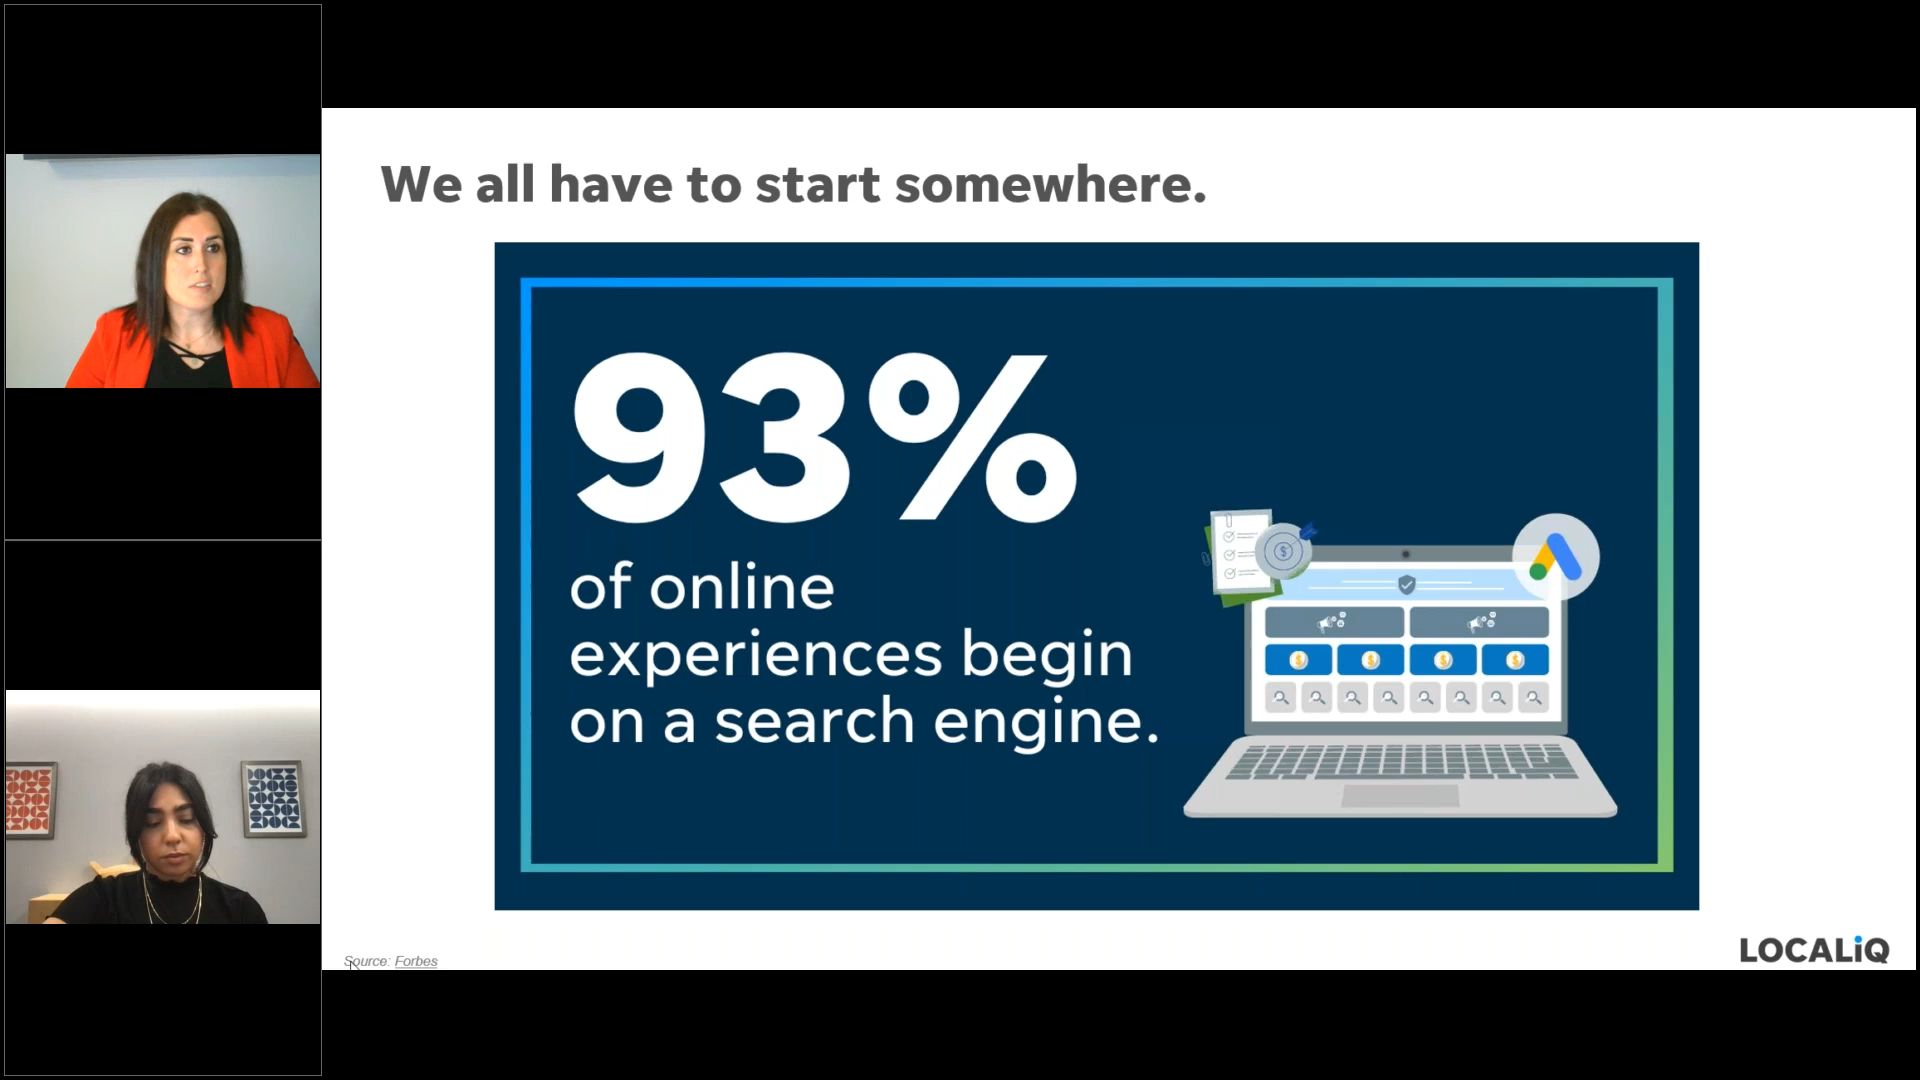 We all have to start somewhere.
93%
of online
experiences begin
on a search engine.
Source: Forbes
LOCALiQ